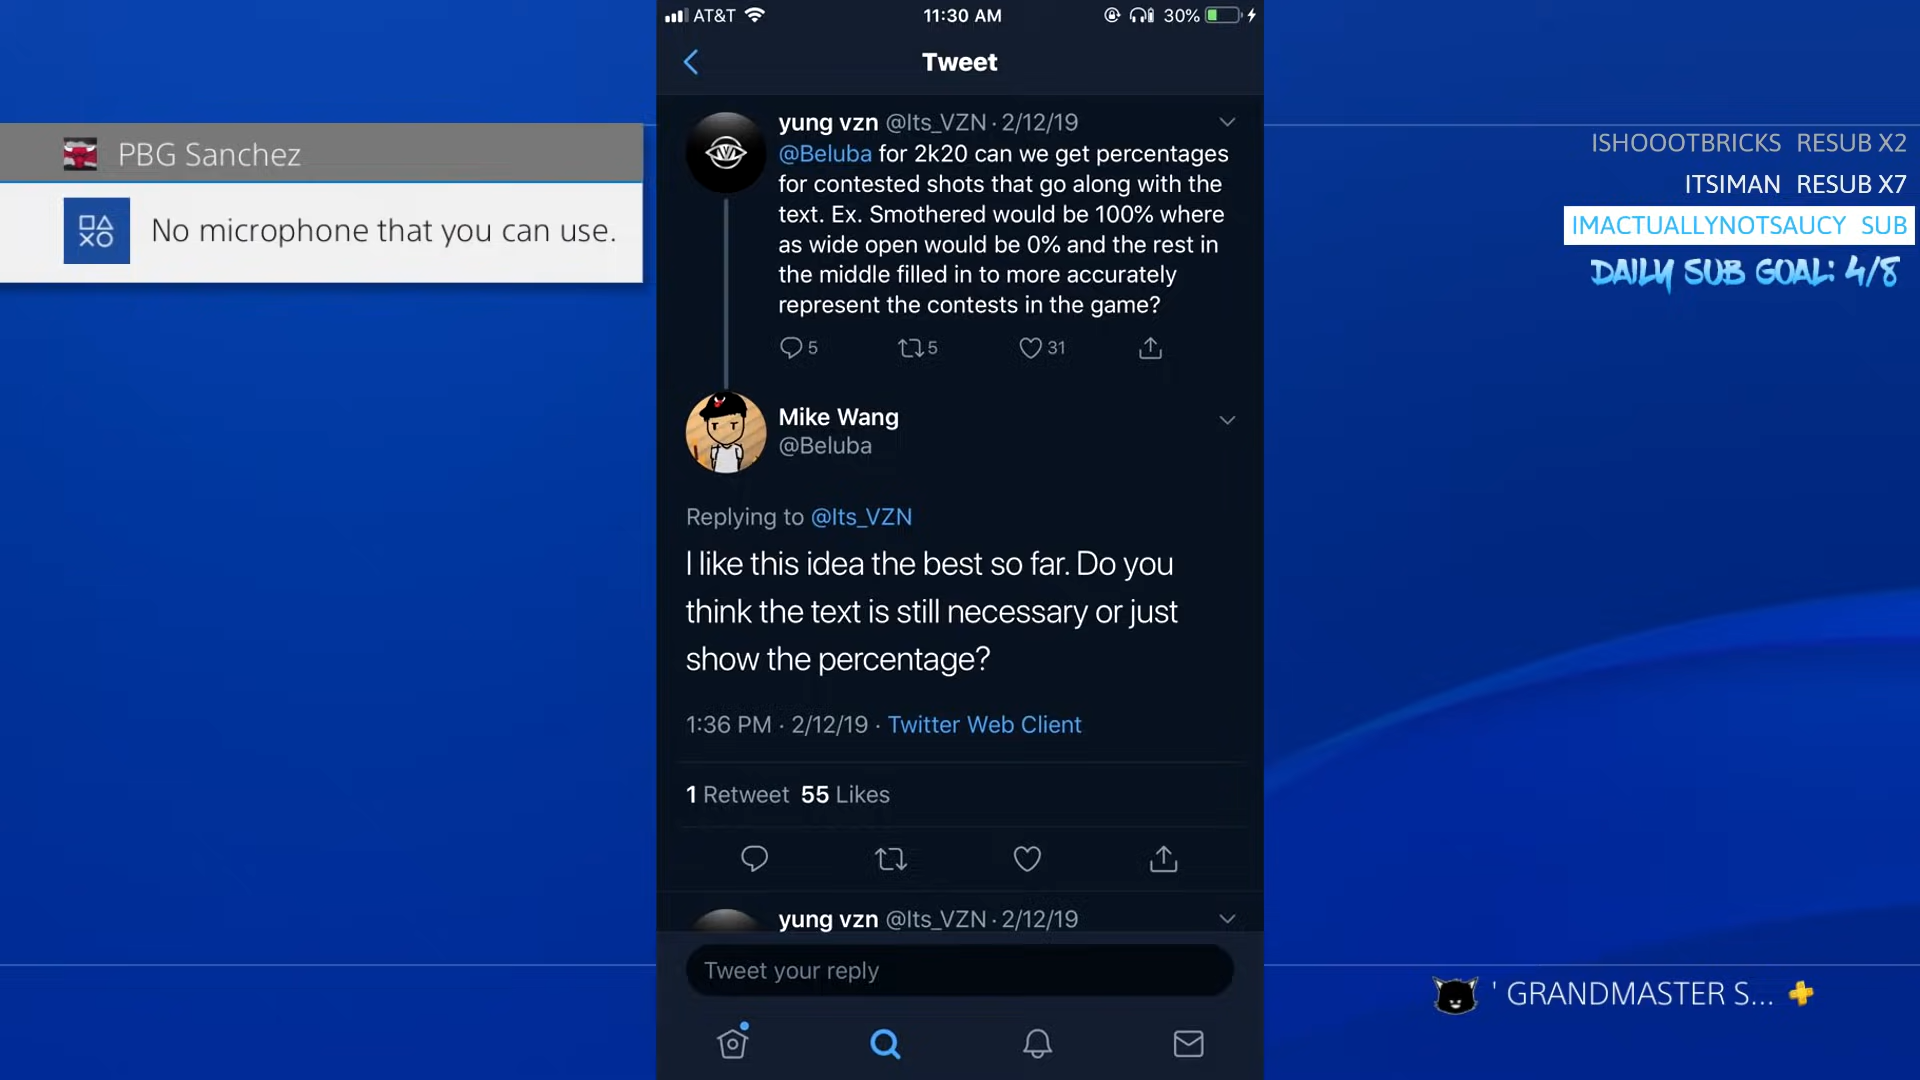 AT&T
11:30 AM
30%
Tweet
PBG Sanchez
No microphone that you can use.
yung vzn @Its_VZN · 2/12/19
@Beluba for 2k20 can we get percentages
for contested shots that go along with the
text. Ex. Smothered would be 100% where
as wide open would be 0% and the rest in
the middle filled in to more accurately
represent the contests in the game?
5 5 31
Mike Wang
@Beluba
Replying to @Its_VZN
I like this idea the best so far. Do you
think the text is still necessary or just
show the percentage?
1:36 PM · 2/12/19 · Twitter Web Client
1 Retweet 55 Likes
yung vzn @Its_VZN · 2/12/19
Tweet your reply
ISHOOOTBRICKS RESUB X2
ITSIMAN RESUB X7
IMACTUALLYNOTSAUCY SUB
DAILY SUB GOAL: 4/8
' GRANDMASTER S...